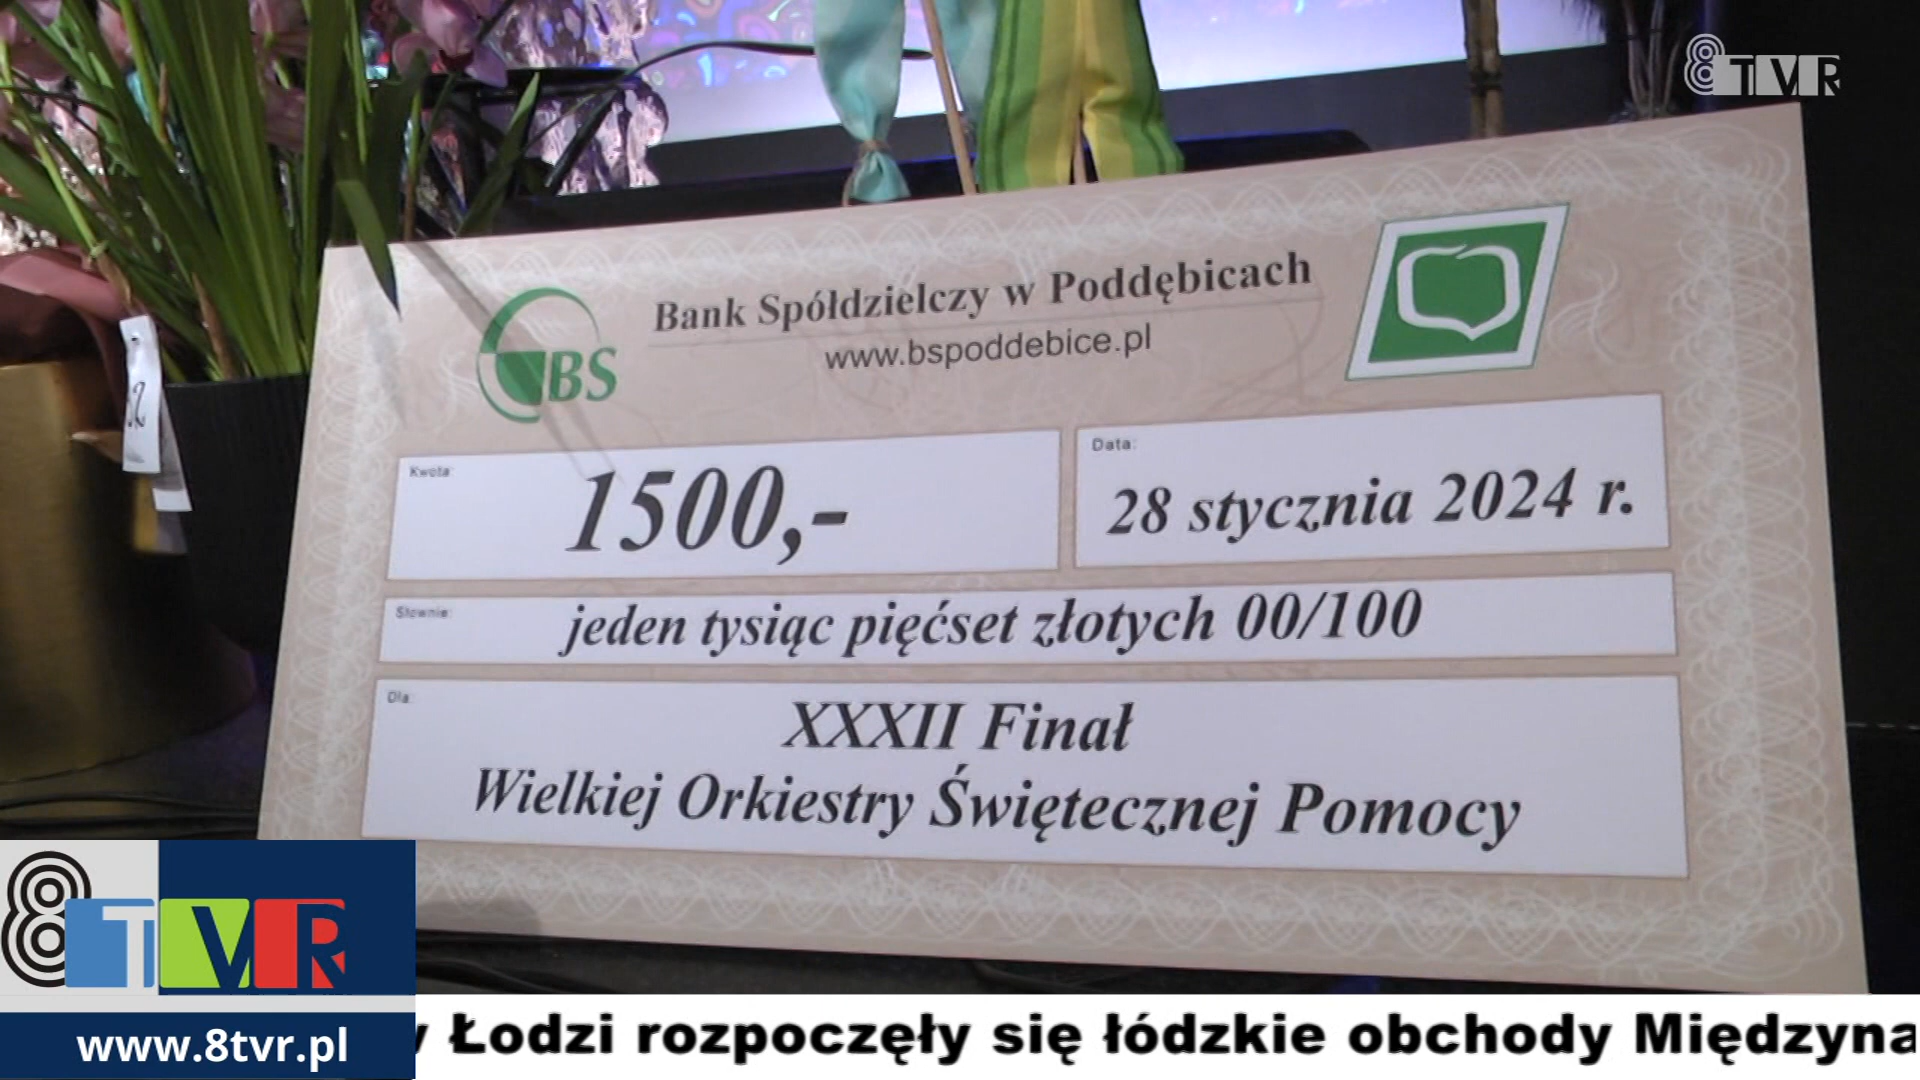 8TVR
Bank Spółdzielczy w Poddębicach
www.bspoddebice.pl
BS
Kwota:
1500,-
Data:
28 stycznia 2024 r.
Słownie:
jeden tysiąc pięćset złotych 00/100
Dla:
XXXII Finał
Wielkiej Orkiestry Świętecznej Pomocy
8TVR
www.8tvr.pl
Łodzi rozpoczęły się łódzkie obchody Międzyna